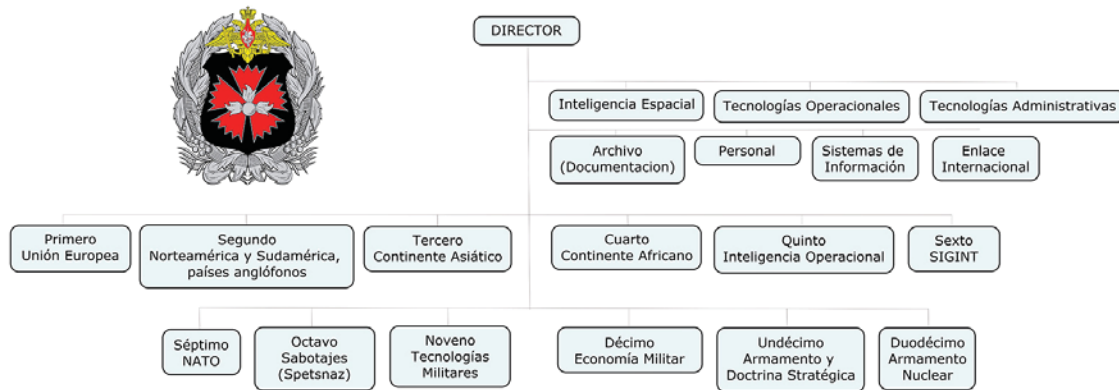 DIRECTOR
Inteligencia Espacial
Tecnologías Operacionales
Tecnologías Administrativas
Archivo
(Documentacion)
Personal
Sistemas de
Información
Enlace
Internacional
Primero
Unión Europea
Segundo
Norteamérica y Sudamérica,
países anglófonos
Tercero
Continente Asiático
Cuarto
Continente Africano
Quinto
Inteligencia Operacional
Sexto
SIGINT
Séptimo
NATO
Octavo
Sabotajes
(Spetsnaz)
Noveno
Tecnologías
Militares
Décimo
Economía Militar
Undécimo
Armamento y
Doctrina Stratégica
Duodécimo
Armamento
Nuclear